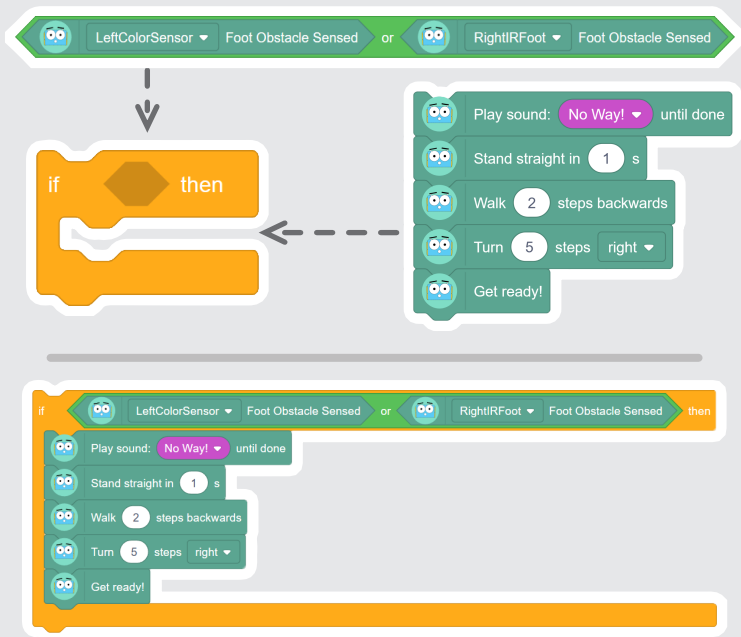 LeftColorSensor Foot Obstacle Sensed or RightIRFoot Foot Obstacle Sensed
Play sound: No Way! until done
Stand straight in 1 s
if then
Walk 2 steps backwards
Turn 5 steps right
Get ready!
if LeftColorSensor Foot Obstacle Sensed or RightIRFoot Foot Obstacle Sensed then
Play sound: No Way! until done
Stand straight in 1 s
Walk 2 steps backwards
Turn 5 steps right
Get ready!